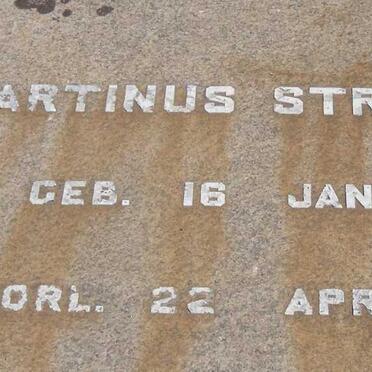 ARTINUS STR
GEB. 16 JAN
ORL. 22 APR